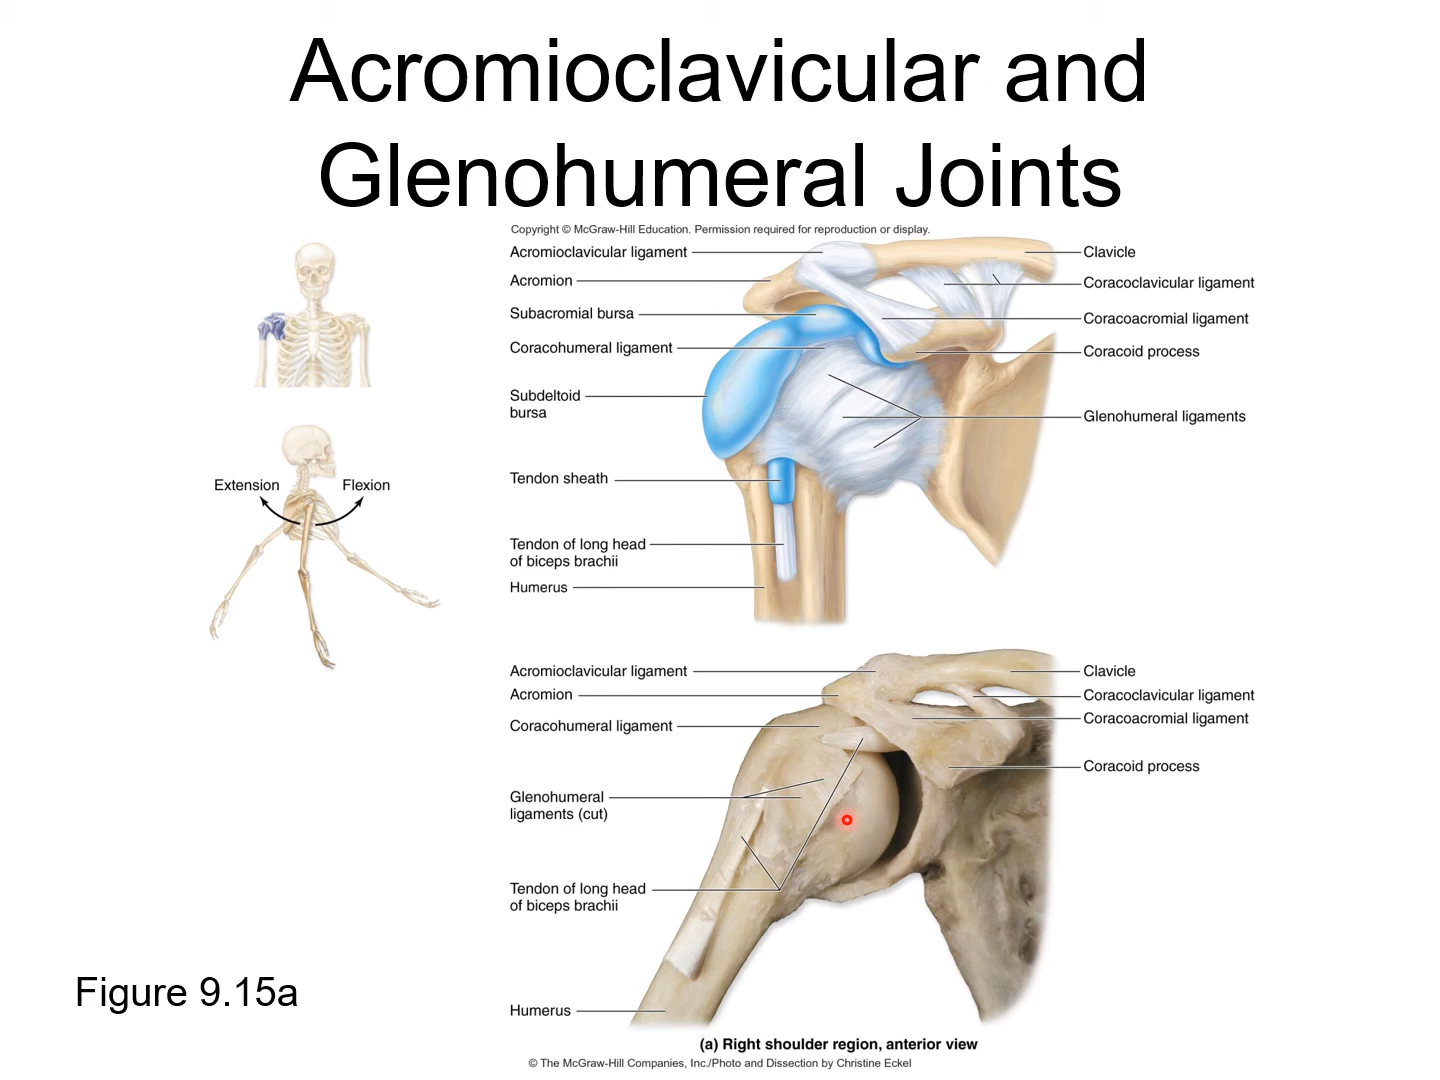 Acromioclavicular and
Glenohumeral Joints
Copyright © McGraw-Hill Education. Permission required for reproduction or display.
Acromioclavicular ligament
Acromion
Subacromial bursa
Coracohumeral ligament
Subdeltoid
bursa
Tendon sheath
Tendon of long head
of biceps brachii
Humerus
Clavicle
Coracoclavicular ligament
Coracoacromial ligament
Coracoid process
Glenohumeral ligaments
Extension
Flexion
Acromioclavicular ligament
Acromion
Coracohumeral ligament
Glenohumeral
ligaments (cut)
Tendon of long head
of biceps brachii
Humerus
Clavicle
Coracoclavicular ligament
Coracoacromial ligament
Coracoid process
Figure 9.15a
(a) Right shoulder region, anterior view
© The McGraw-Hill Companies, Inc./Photo and Dissection by Christine Eckel